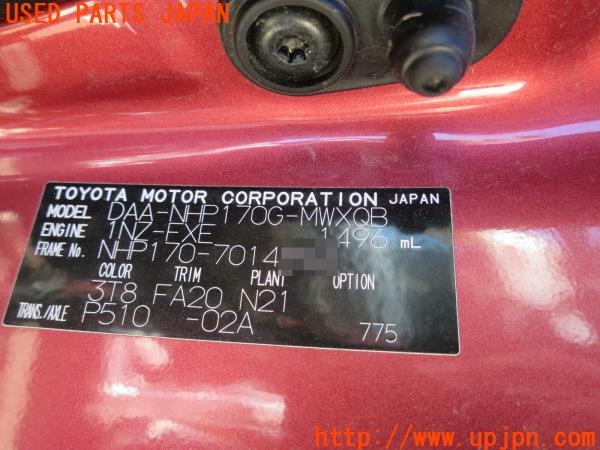 USED PARTS JAPAN
TOYOTA MOTOR CORPORATION JAPAN
MODEL DAA-NHP170G-MWXQB
ENGINE 1NZ-FXE 1496 mL
FRAME No. NHP170-7014
COLOR TRIM PLANT OPTION
3T8 FA20 N21
TRANS./AXLE P510 -02A 775
http://www.upjpn.com